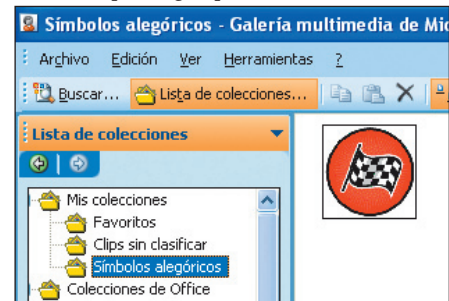 Símbolos alegóricos - Galería multimedia de Mic
Archivo Edición Ver Herramientas ?
Buscar... Lista de colecciones...
Lista de colecciones
Mis colecciones
Favoritos
Clips sin clasificar
Símbolos alegóricos
Colecciones de Office